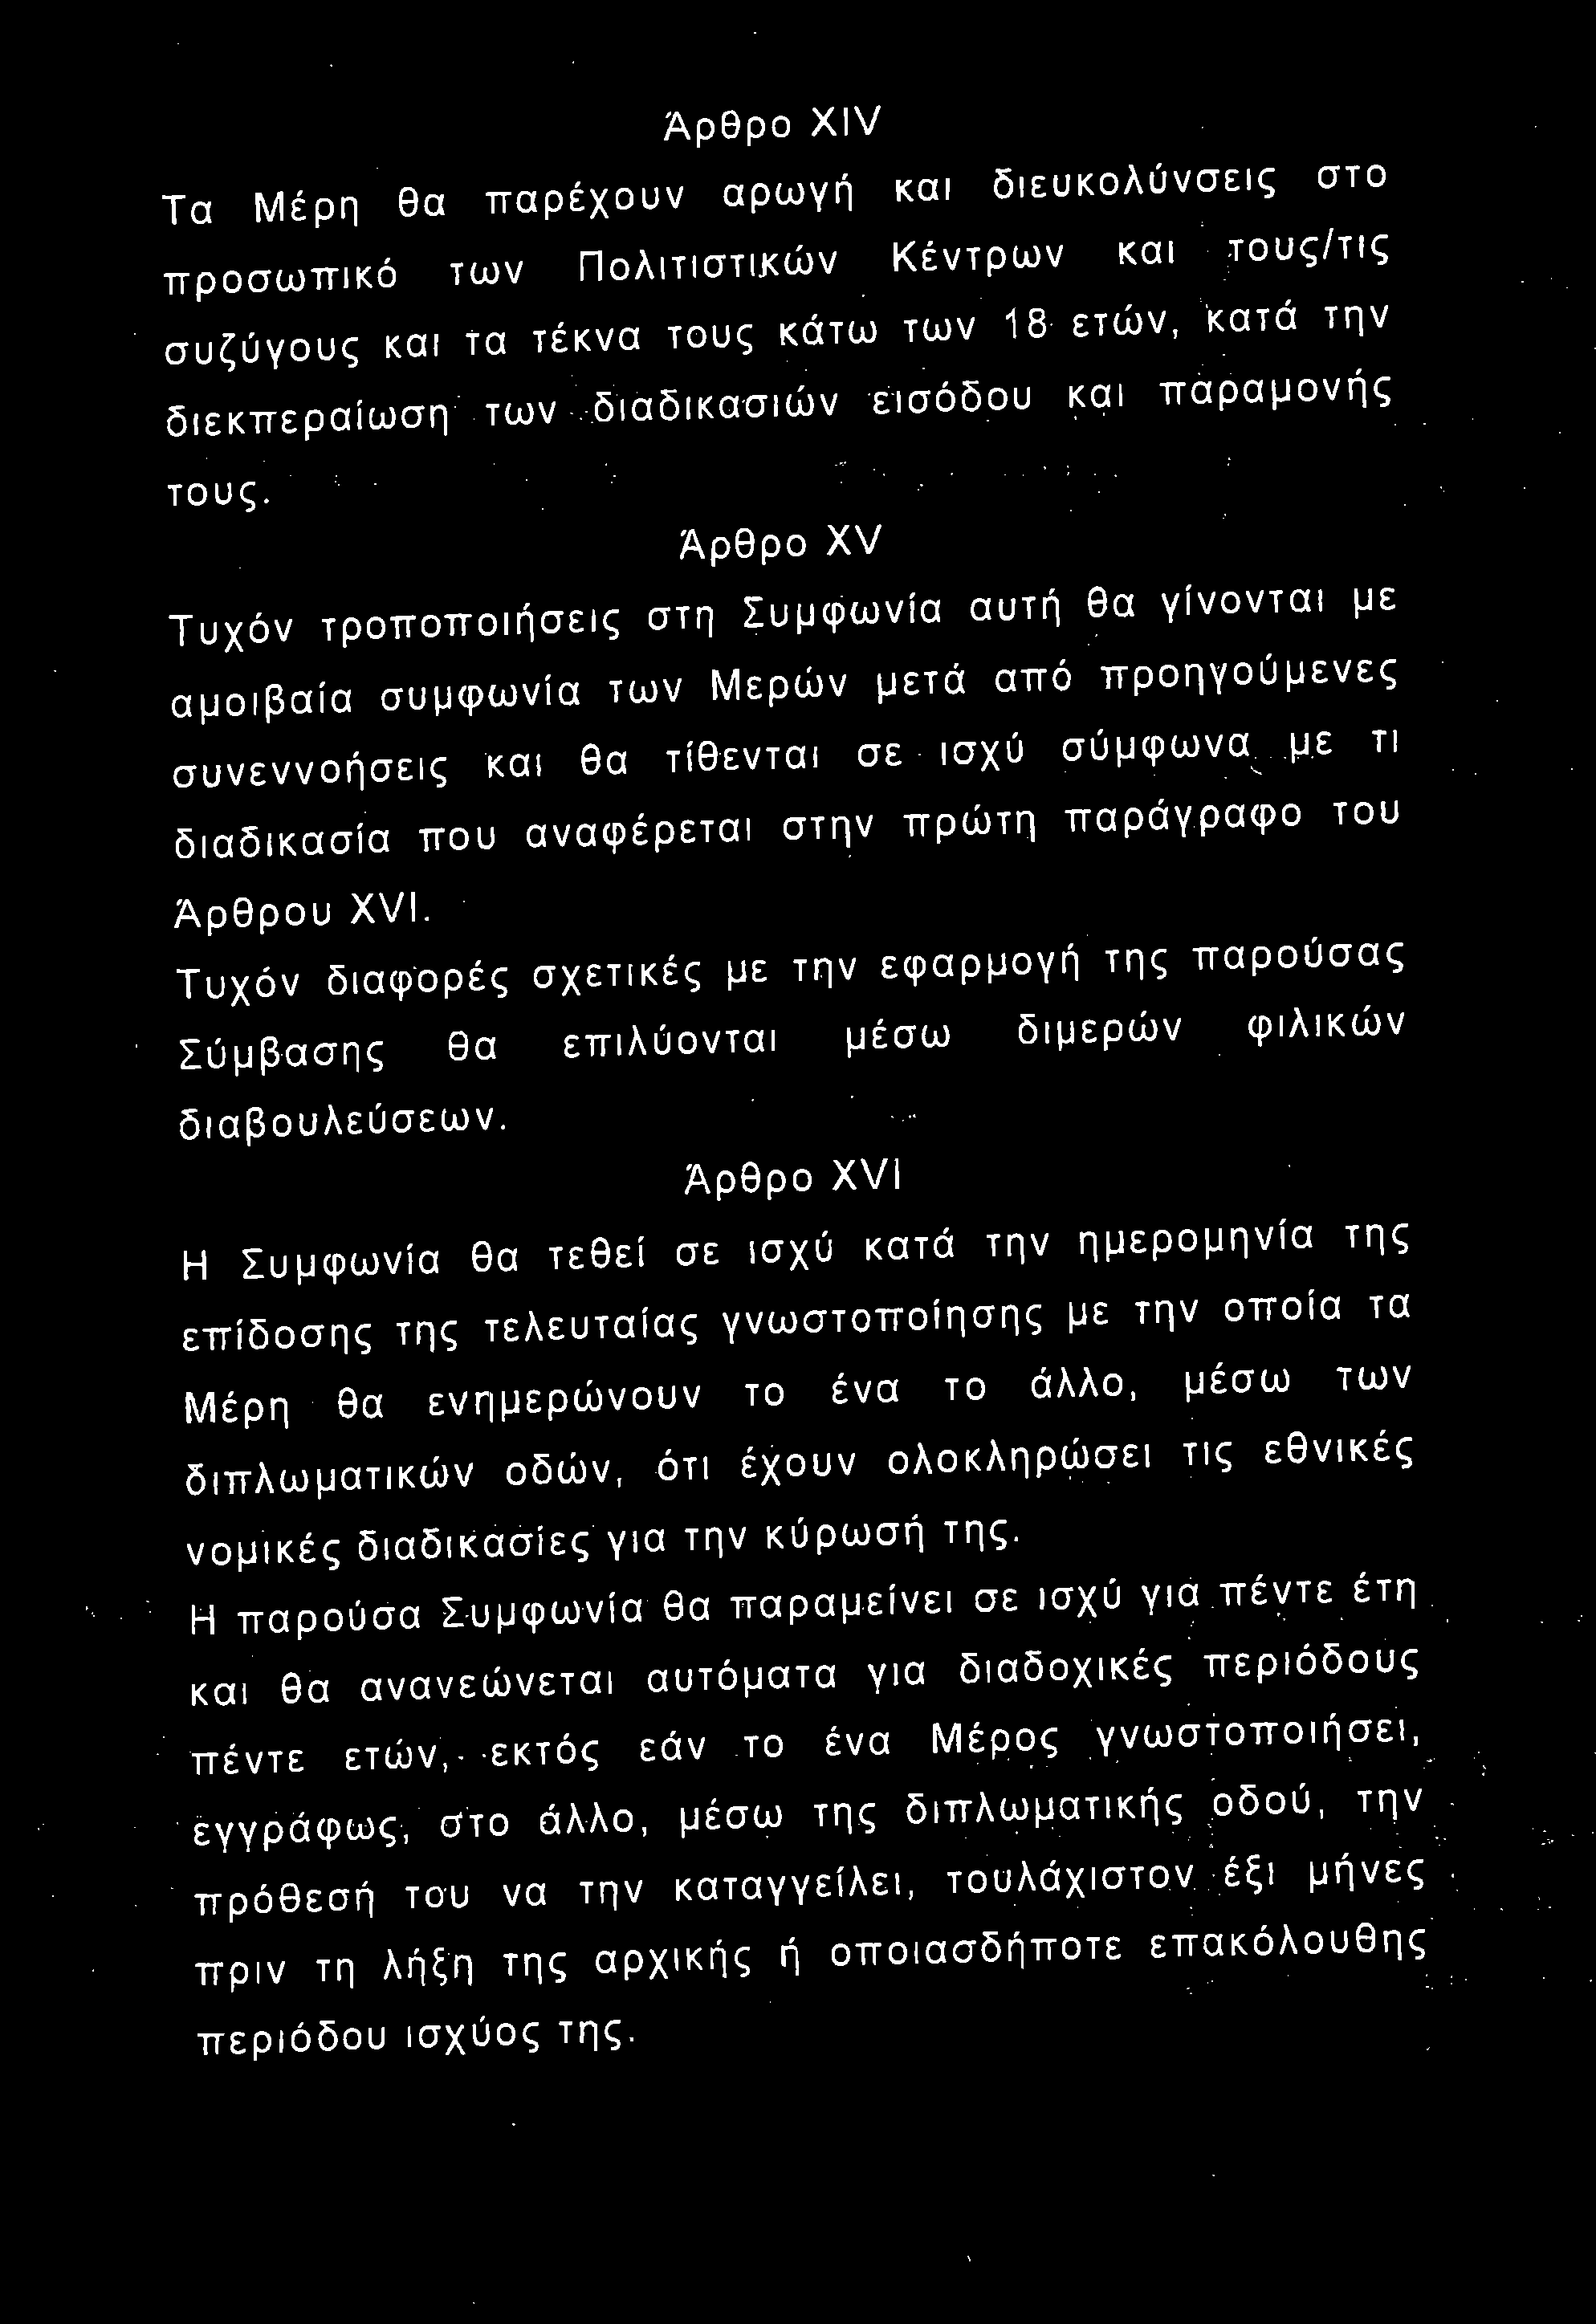 Άρθρο XIV
Τα Μέρη θα παρέχουν αρωγή και διευκολύνσεις στο
προσωπικό των Πολιτιστικών Κέντρων και τους/τις
συζύγους και τα τέκνα τους κάτω των 18 ετών, κατά την
διεκπεραίωση των διαδικασιών εισόδου και παραμονής
τους.
Άρθρο XV
Τυχόν τροποποιήσεις στη Συμφωνία αυτή θα γίνονται με
αμοιβαία συμφωνία των Μερών μετά από προηγούμενες
συνεννοήσεις και θα τίθενται σε ισχύ σύμφωνα με τι
διαδικασία που αναφέρεται στην πρώτη παράγραφο του
Άρθρου XVI.
Τυχόν διαφορές σχετικές με την εφαρμογή της παρούσας
Σύμβασης θα επιλύονται μέσω διμερών φιλικών
διαβουλεύσεων.
Άρθρο XVI
Η Συμφωνία θα τεθεί σε ισχύ κατά την ημερομηνία της
επίδοσης της τελευταίας γνωστοποίησης με την οποία τα
Μέρη θα ενημερώνουν το ένα το άλλο, μέσω των
διπλωματικών οδών, ότι έχουν ολοκληρώσει τις εθνικές
νομικές διαδικασίες για την κύρωσή της.
Η παρούσα Συμφωνία θα παραμείνει σε ισχύ για πέντε έτη
και θα ανανεώνεται αυτόματα για διαδοχικές περιόδους
πέντε ετών, εκτός εάν το ένα Μέρος γνωστοποιήσει,
εγγράφως, στο άλλο, μέσω της διπλωματικής οδού, την
πρόθεσή του να την καταγγείλει, τουλάχιστον έξι μήνες
πριν τη λήξη της αρχικής ή οποιασδήποτε επακόλουθης
περιόδου ισχύος της.